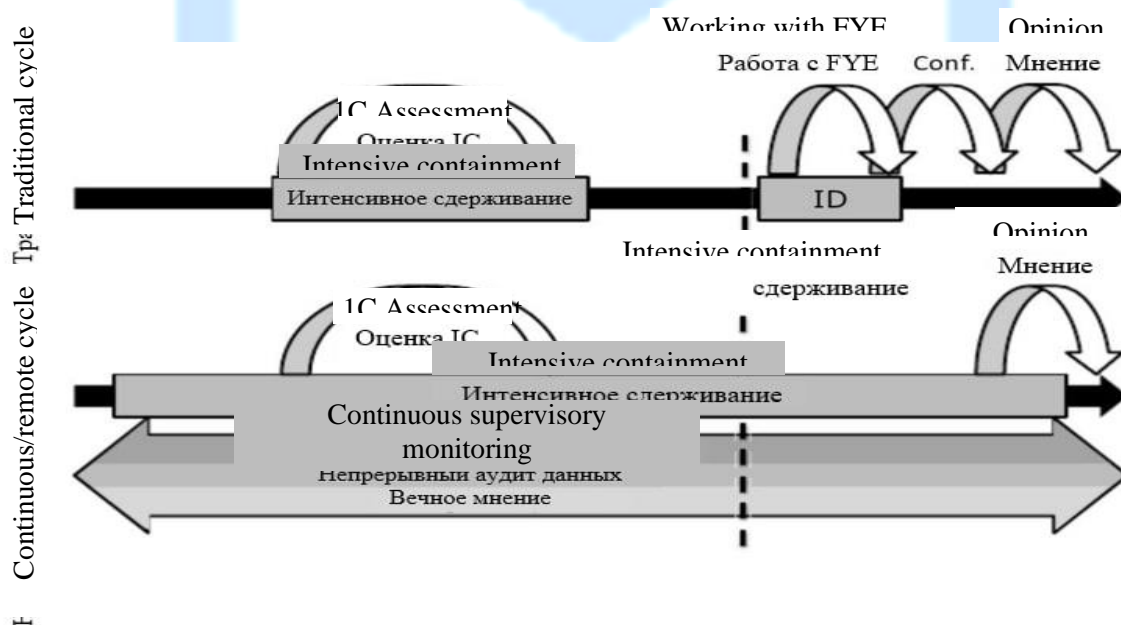 Working with FYE
Opinion
Работа с FYE
Conf.
Мнение
1C Assessment
Оценка IC
Intensive containment
Интенсивное сдерживание
ID
Traditional cycle
Opinion
Мнение
Intensive containment
сдерживание
1C Assessment
Оценка IC
Intensive containment
Интенсивное сдерживание
Continuous supervisory
monitoring
Непрерывный аудит данных
Вечное мнение
Continuous/remote cycle